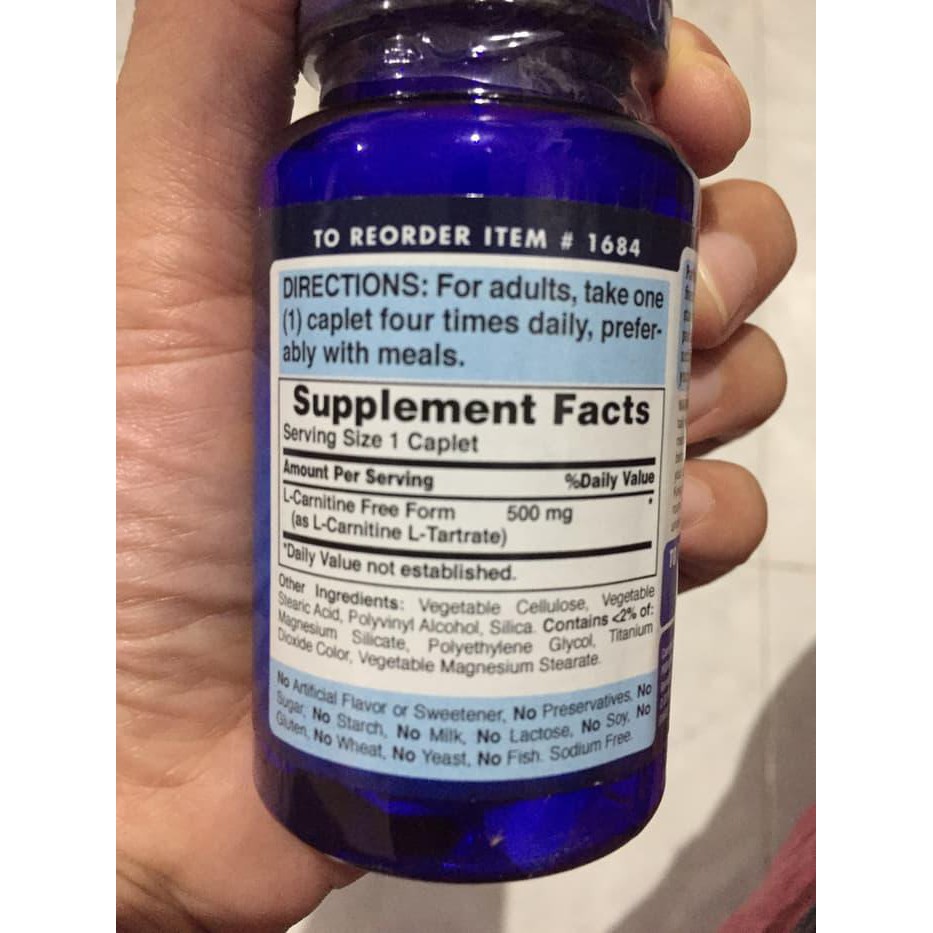 TO REORDER ITEM # 1684
DIRECTIONS: For adults, take one
(1) caplet four times daily, prefer-
ably with meals.
Supplement Facts
Serving Size 1 Caplet
Amount Per Serving %Daily Value
L-Carnitine Free Form 500 mg *
(as L-Carnitine L-Tartrate)
*Daily Value not established.
Other Ingredients: Vegetable Cellulose, Vegetable
Stearic Acid, Polyvinyl Alcohol, Silica. Contains <2% of:
Magnesium Silicate, Polyethylene Glycol, Titanium
Dioxide Color, Vegetable Magnesium Stearate.
No Artificial Flavor or Sweetener, No Preservatives, No
Sugar, No Starch, No Milk, No Lactose, No Soy, No
Gluten, No Wheat, No Yeast, No Fish. Sodium Free.